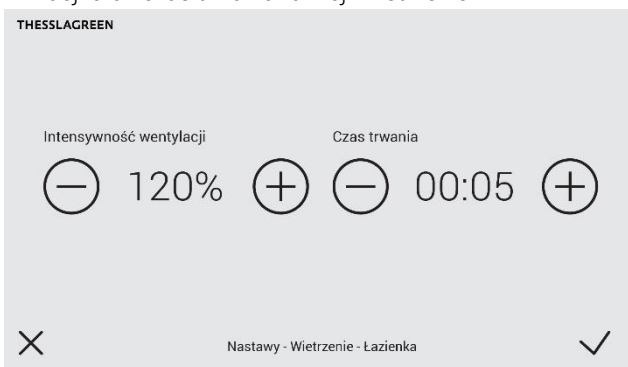 THESSLAGREEN
Intensywność wentylacji
Czas trwania
120%
00:05
Nastawy - Wietrzenie - Łazienka